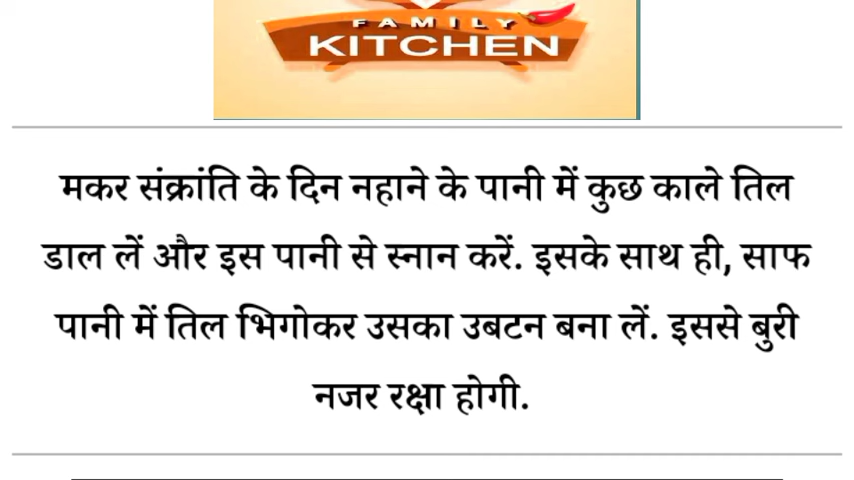 FAMILY
KITCHEN
मकर संक्रांति के दिन नहाने के पानी में कुछ काले तिल
डाल लें और इस पानी से स्नान करें. इसके साथ ही, साफ
पानी में तिल भिगोकर उसका उबटन बना लें. इससे बुरी
नजर रक्षा होगी.